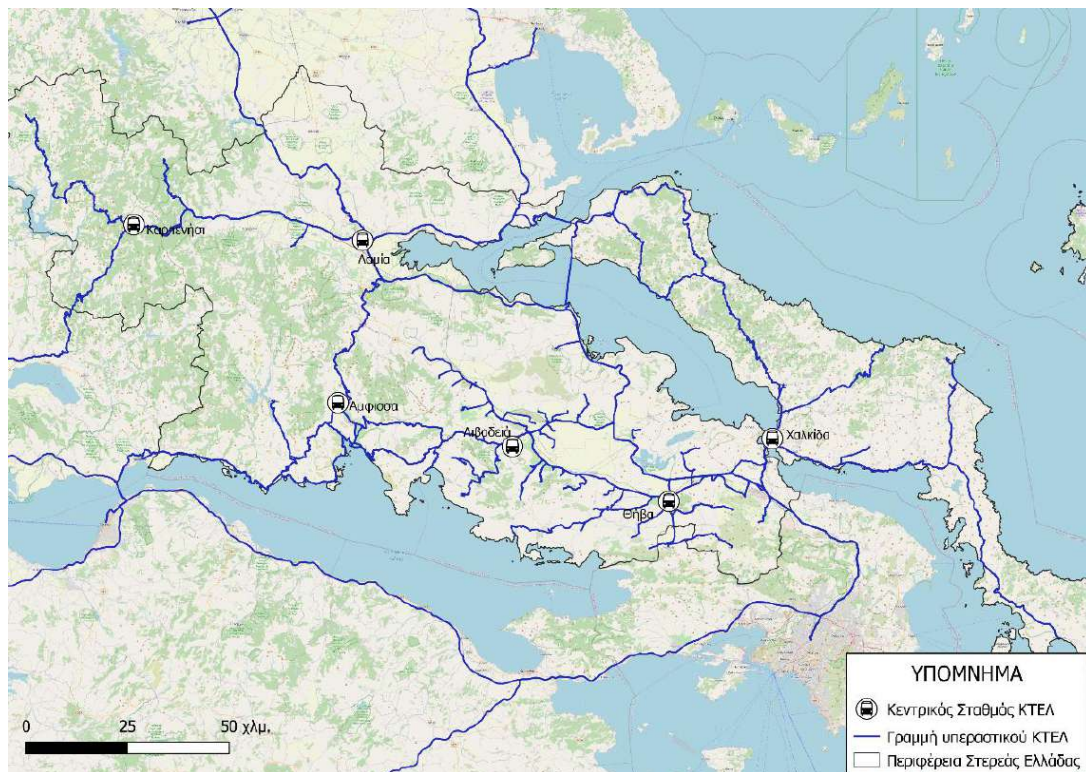 Καρπενήσι
Λαμία
Άμφισσα
Λιβαδειά
Χαλκίδα
Θήβα
ΥΠΟΜΝΗΜΑ
Κεντρικός Σταθμός ΚΤΕΛ
Γραμμή υπεραστικού ΚΤΕΛ
Περιφέρεια Στερεάς Ελλάδας
0 25 50 χλμ.